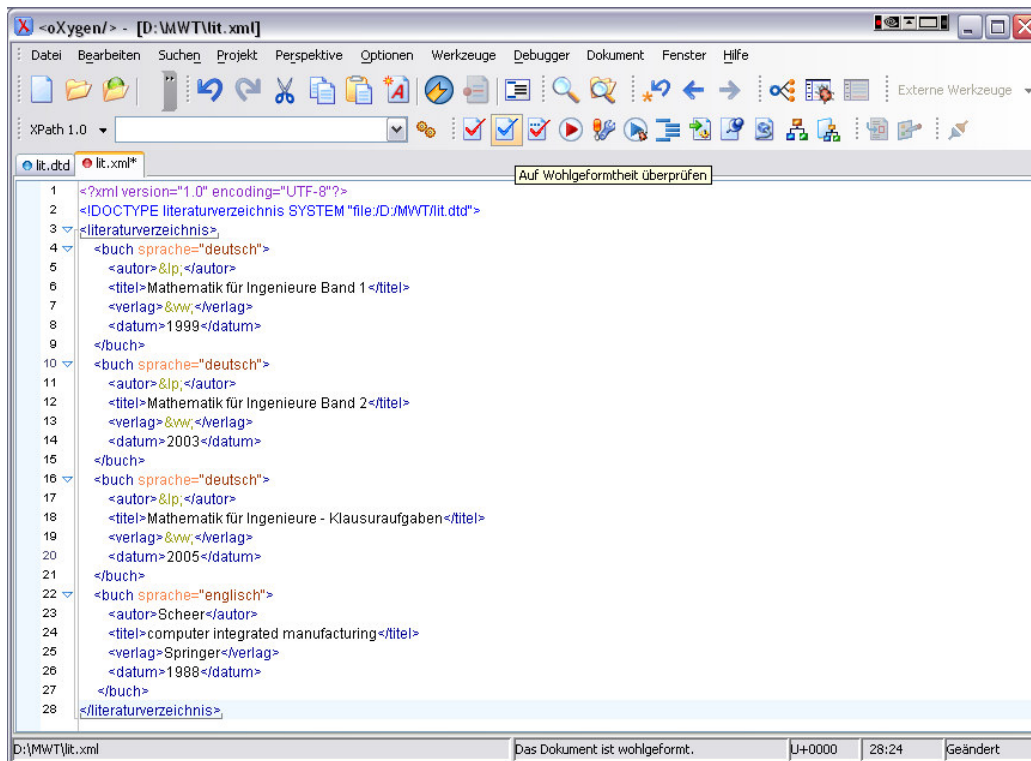 <oXygen/> - [D:\MWT\lit.xml]
Datei Bearbeiten Suchen Projekt Perspektive Optionen Werkzeuge Debugger Dokument Fenster Hilfe
Externe Werkzeuge
XPath 1.0
lit.dtd lit.xml*
Auf Wohlgeformtheit überprüfen
1 <?xml version="1.0" encoding="UTF-8"?>
2 <!DOCTYPE literaturverzeichnis SYSTEM "file:/D:/MWT/lit.dtd">
3 <literaturverzeichnis>
4 <buch sprache="deutsch">
5 <autor>&lp;</autor>
6 <titel>Mathematik für Ingenieure Band 1</titel>
7 <verlag>&vw;</verlag>
8 <datum>1999</datum>
9 </buch>
10 <buch sprache="deutsch">
11 <autor>&lp;</autor>
12 <titel>Mathematik für Ingenieure Band 2</titel>
13 <verlag>&vw;</verlag>
14 <datum>2003</datum>
15 </buch>
16 <buch sprache="deutsch">
17 <autor>&lp;</autor>
18 <titel>Mathematik für Ingenieure - Klausuraufgaben</titel>
19 <verlag>&vw;</verlag>
20 <datum>2005</datum>
21 </buch>
22 <buch sprache="englisch">
23 <autor>Scheer</autor>
24 <titel>computer integrated manufacturing</titel>
25 <verlag>Springer</verlag>
26 <datum>1988</datum>
27 </buch>
28 </literaturverzeichnis>
D:\MWT\lit.xml Das Dokument ist wohlgeformt. U+0000 28:24 Geändert